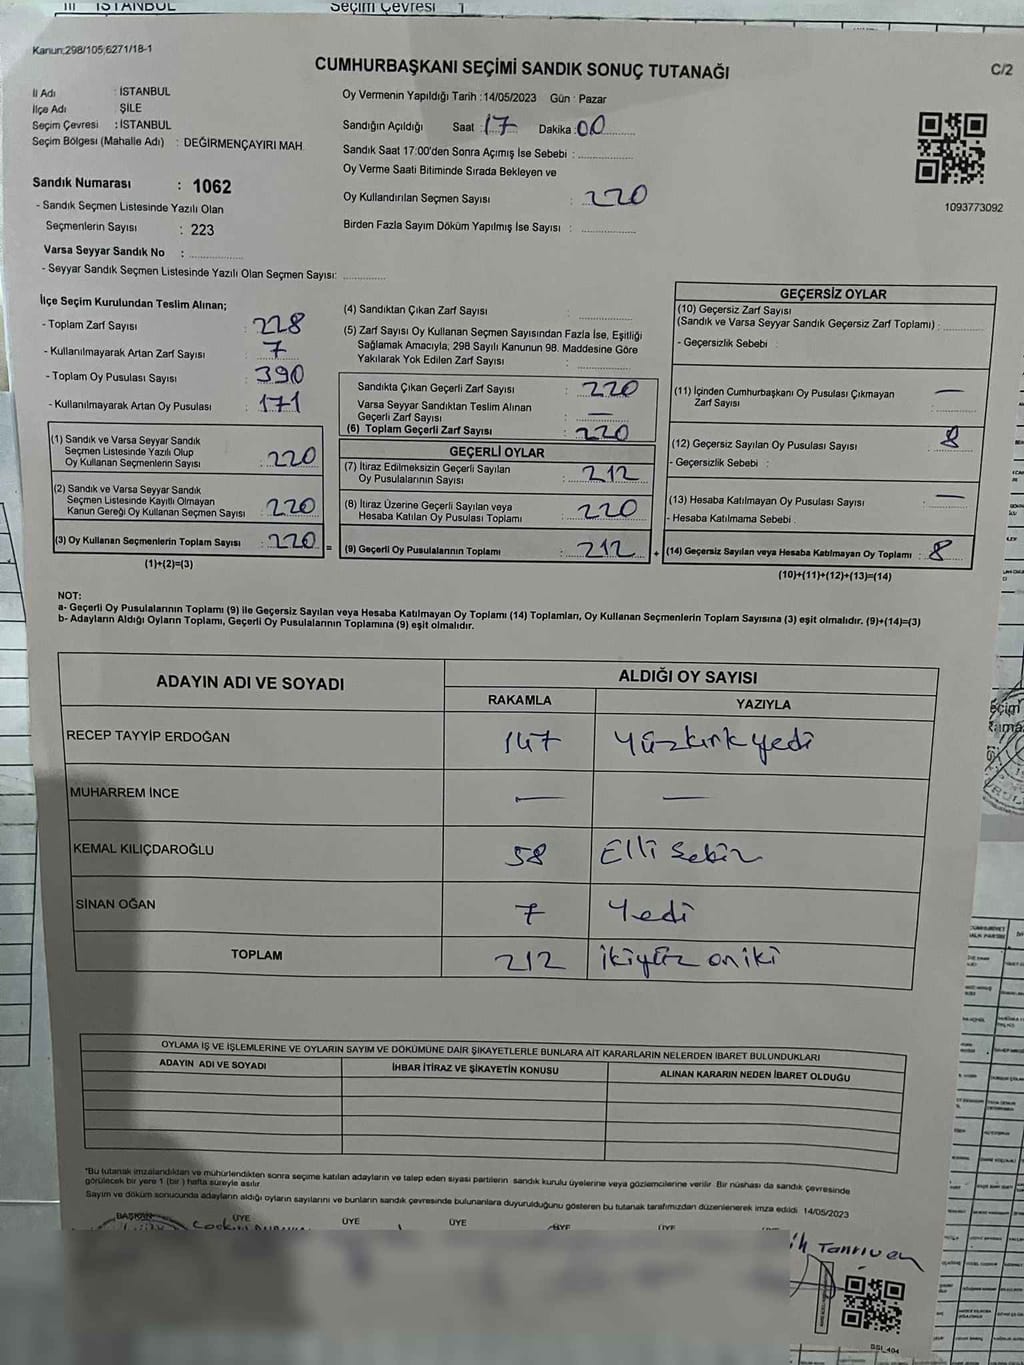 III İSTANBUL
Seçim Çevresi 1
Kanun:298/105;6271/18-1
CUMHURBAŞKANI SEÇİMİ SANDIK SONUÇ TUTANAĞI
C/2
İl Adı : İSTANBUL
İlçe Adı ŞİLE
Seçim Çevresi : İSTANBUL
Seçim Bölgesi (Mahalle Adı) : DEĞİRMENÇAYIRI MAH.
Oy Vermenin Yapıldığı Tarih :14/05/2023 Gün : Pazar
Sandığın Açıldığı Saat :17 Dakika :00
Sandık Saat 17:00'den Sonra Açımış İse Sebebi :
Oy Verme Saati Bitiminde Sırada Bekleyen ve
Oy Kullandırılan Seçmen Sayısı : 220
Birden Fazla Sayım Döküm Yapılmış İse Sayısı :
1093773092
Sandık Numarası : 1062
- Sandık Seçmen Listesinde Yazılı Olan
Seçmenlerin Sayısı : 223
Varsa Seyyar Sandık No :
- Seyyar Sandık Seçmen Listesinde Yazılı Olan Seçmen Sayısı:
İlçe Seçim Kurulundan Teslim Alınan;
- Toplam Zarf Sayısı : 228
- Kullanılmayarak Artan Zarf Sayısı : 7
- Toplam Oy Pusulası Sayısı : 390
- Kullanılmayarak Artan Oy Pusulası : 171
(1) Sandık ve Varsa Seyyar Sandık
Seçmen Listesinde Yazılı Olup
Oy Kullanan Seçmenlerin Sayısı : 220
(2) Sandık ve Varsa Seyyar Sandık
Seçmen Listesinde Kayıtlı Olmayan
Kanun Gereği Oy Kullanan Seçmen Sayısı : 220
(3) Oy Kullanan Seçmenlerin Toplam Sayısı : 220 =
(1)+(2)=(3)
(4) Sandıktan Çıkan Zarf Sayısı :
(5) Zarf Sayısı Oy Kullanan Seçmen Sayısından Fazla İse, Eşitliği
Sağlamak Amacıyla; 298 Sayılı Kanunun 98. Maddesine Göre
Yakılarak Yok Edilen Zarf Sayısı :
Sandıkta Çıkan Geçerli Zarf Sayısı : 220
Varsa Seyyar Sandıktan Teslim Alınan
Geçerli Zarf Sayısı : —
(6) Toplam Geçerli Zarf Sayısı : 220
GEÇERLİ OYLAR
(7) İtiraz Edilmeksizin Geçerli Sayılan
Oy Pusulalarının Sayısı : 212
(8) İtiraz Üzerine Geçerli Sayılan veya
Hesaba Katılan Oy Pusulası Toplamı : 220
(9) Geçerli Oy Pusulalarının Toplamı : 212 +
GEÇERSİZ OYLAR
(10) Geçersiz Zarf Sayısı
(Sandık ve Varsa Seyyar Sandık Geçersiz Zarf Toplamı) :
- Geçersizlik Sebebi :
(11) İçinden Cumhurbaşkanı Oy Pusulası Çıkmayan
Zarf Sayısı : —
(12) Geçersiz Sayılan Oy Pusulası Sayısı : 8
- Geçersizlik Sebebi :
(13) Hesaba Katılmayan Oy Pusulası Sayısı : —
- Hesaba Katılmama Sebebi :
(14) Geçersiz Sayılan veya Hesaba Katılmayan Oy Toplamı : 8
(10)+(11)+(12)+(13)=(14)
NOT:
a- Geçerli Oy Pusulalarının Toplamı (9) ile Geçersiz Sayılan veya Hesaba Katılmayan Oy Toplamı (14) Toplamları, Oy Kullanan Seçmenlerin Toplam Sayısına (3) eşit olmalıdır. (9)+(14)=(3)
b- Adayların Aldığı Oyların Toplamı, Geçerli Oy Pusulalarının Toplamına (9) eşit olmalıdır.
ADAYIN ADI VE SOYADI
ALDIĞI OY SAYISI
RAKAMLA YAZIYLA
RECEP TAYYİP ERDOĞAN 147 Yüzkırkyedi
MUHARREM İNCE — —
KEMAL KILIÇDAROĞLU 58 Elli Sekiz
SİNAN OĞAN 7 Yedi
TOPLAM 212 ikiyüz oniki
OYLAMA İŞ VE İŞLEMLERİNE VE OYLARIN SAYIM VE DÖKÜMÜNE DAİR ŞİKAYETLERLE BUNLARA AİT KARARLARIN NELERDEN İBARET BULUNDUKLARI
ADAYIN ADI VE SOYADI İHBAR İTİRAZ VE ŞİKAYETİN KONUSU ALINAN KARARIN NEDEN İBARET OLDUĞU
*Bu tutanak imzalandıktan ve mühürlendikten sonra seçime katılan adayların ve talep eden siyasi partilerin sandık kurulu üyelerine veya gözlemcilerine verilir. Bir nüshası da sandık çevresinde
görülecek bir yere 1 (bir ) hafta süreyle asılır.
Sayım ve döküm sonucunda adayların aldığı oyların sayılarını ve bunların sandık çevresinde bulunanlara duyurulduğunu gösteren bu tutanak tarafımızdan düzenlenerek imza edildi. 14/05/2023
BAŞKAN ÜYE ÜYE ÜYE ÜYE ÜYE
Tanrıven
BSI_404